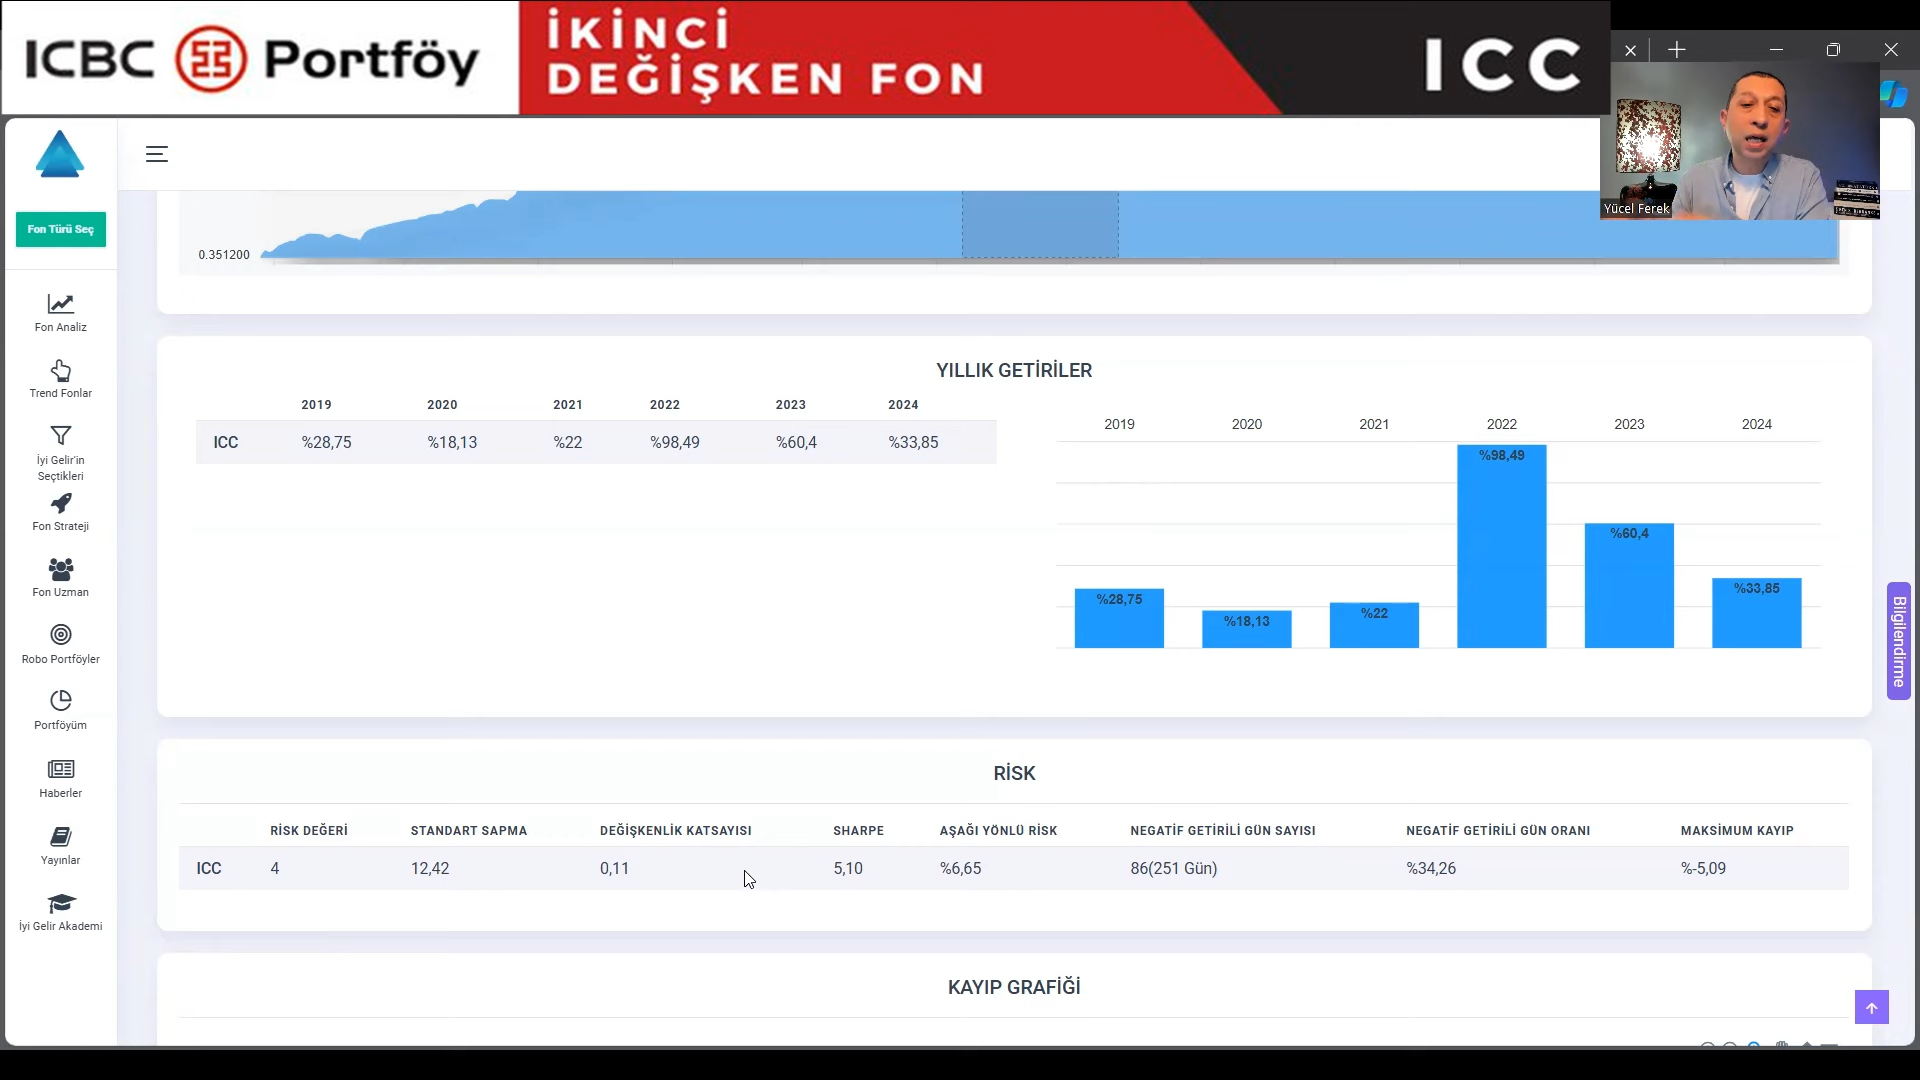 ICBC Portföy
İKİNCİ
DEĞİŞKEN FON
ICC
Yücel Ferek
Fon Türü Seç
Fon Analiz
Trend Fonlar
İyi Gelir'in
Seçtikleri
Fon Strateji
Fon Uzman
Robo Portföyler
Portföyüm
Haberler
Yayınlar
İyi Gelir Akademi
0.351200
YILLIK GETİRİLER
2019 2020 2021 2022 2023 2024
ICC %28,75 %18,13 %22 %98,49 %60,4 %33,85
2019 2020 2021 2022 2023 2024
%28,75 %18,13 %22 %98,49 %60,4 %33,85
RİSK
RİSK DEĞERİ STANDART SAPMA DEĞİŞKENLİK KATSAYISI SHARPE AŞAĞI YÖNLÜ RİSK NEGATİF GETİRİLİ GÜN SAYISI NEGATİF GETİRİLİ GÜN ORANI MAKSİMUM KAYIP
ICC 4 12,42 0,11 5,10 %6,65 86(251 Gün) %34,26 %-5,09
KAYIP GRAFİĞİ
Bilgilendirme